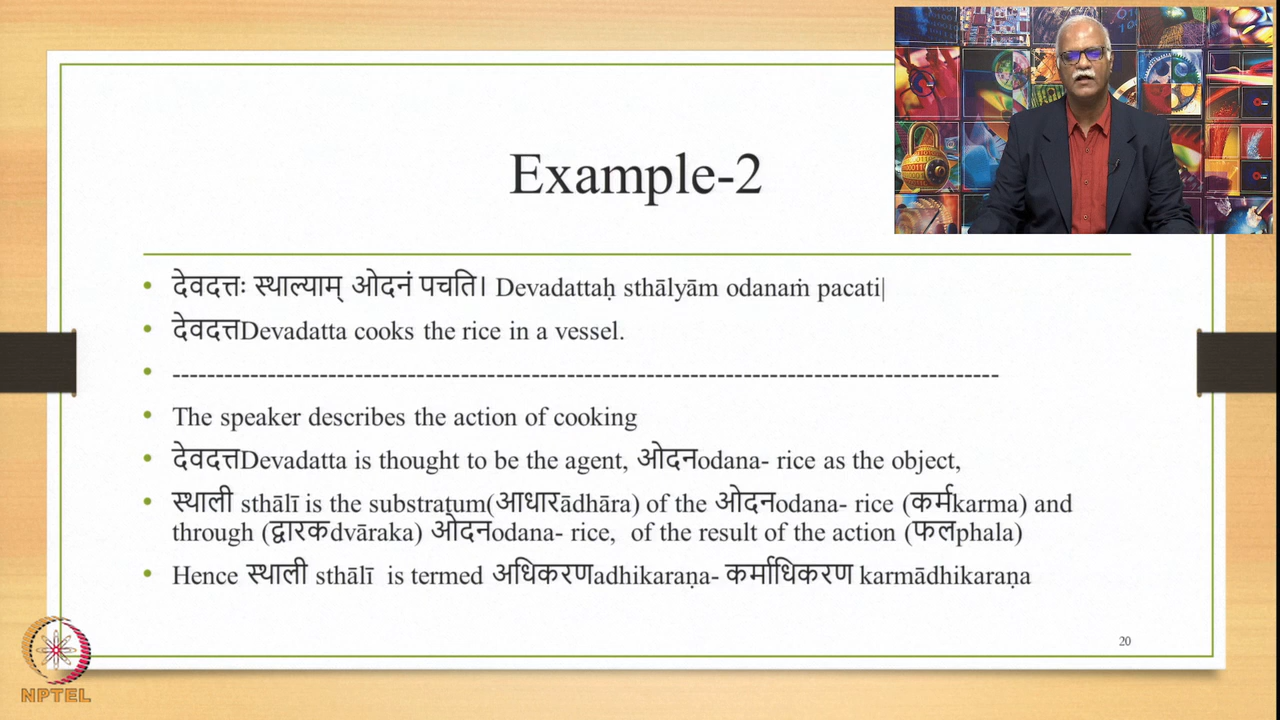 Example-2
• देवदत्तः स्थाल्याम् ओदनं पचति। Devadattaḥ sthālyām odanaṁ pacati|
• देवदत्तDevadatta cooks the rice in a vessel.
• -----------------------------------------------------------------------------------------------
• The speaker describes the action of cooking
• देवदत्तDevadatta is thought to be the agent, ओदनodana- rice as the object,
• स्थाली sthālī is the substratum(आधारādhāra) of the ओदनodana- rice (कर्मkarma) and
through (द्वारकdvāraka) ओदनodana- rice, of the result of the action (फलphala)
• Hence स्थाली sthālī is termed अधिकरणadhikaraṇa- कर्माधिकरण karmādhikaraṇa
20
NPTEL